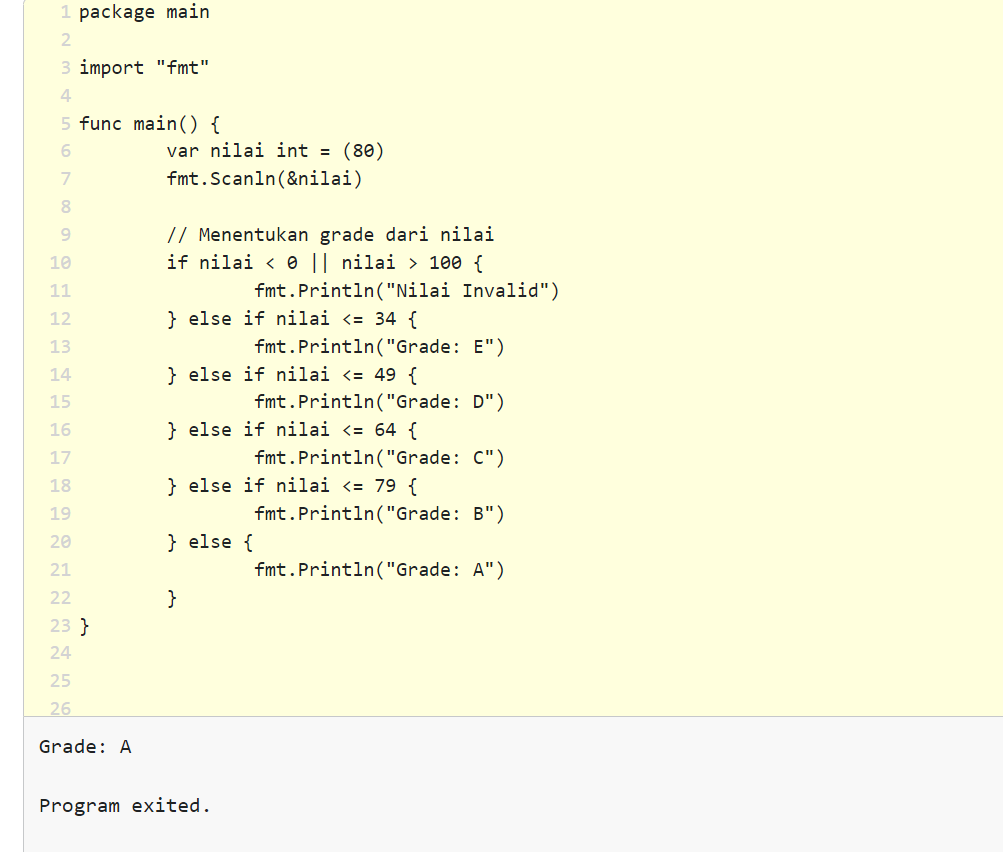 1 package main
2
3 import "fmt"
4
5 func main() {
6         var nilai int = (80)
7         fmt.Scanln(&nilai)
8
9         // Menentukan grade dari nilai
10         if nilai < 0 || nilai > 100 {
11                 fmt.Println("Nilai Invalid")
12         } else if nilai <= 34 {
13                 fmt.Println("Grade: E")
14         } else if nilai <= 49 {
15                 fmt.Println("Grade: D")
16         } else if nilai <= 64 {
17                 fmt.Println("Grade: C")
18         } else if nilai <= 79 {
19                 fmt.Println("Grade: B")
20         } else {
21                 fmt.Println("Grade: A")
22         }
23 }
24
25
26
Grade: A
Program exited.